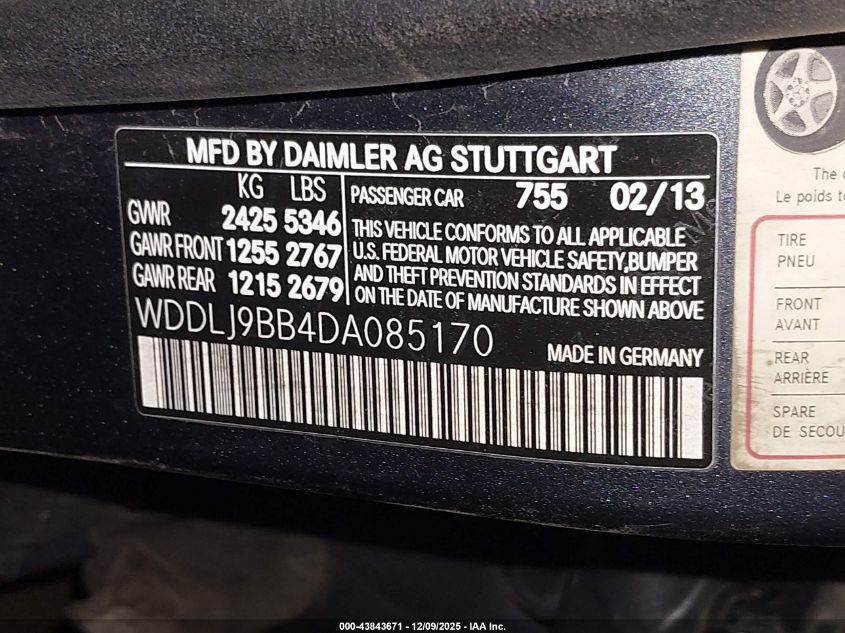 MFD BY DAIMLER AG STUTTGART
KG LBS
GVWR 2425 5346
GAWR FRONT 1255 2767
GAWR REAR 1215 2679
PASSENGER CAR 755 02/13
THIS VEHICLE CONFORMS TO ALL APPLICABLE
U.S. FEDERAL MOTOR VEHICLE SAFETY,BUMPER
AND THEFT PREVENTION STANDARDS IN EFFECT
ON THE DATE OF MANUFACTURE SHOWN ABOVE
WDDLJ9BB4DA085170
MADE IN GERMANY
The
Le poids
TIRE
PNEU
FRONT
AVANT
REAR
ARRIÈRE
SPARE
DE
000-43843671 - 12/09/2025 - IAA Inc.